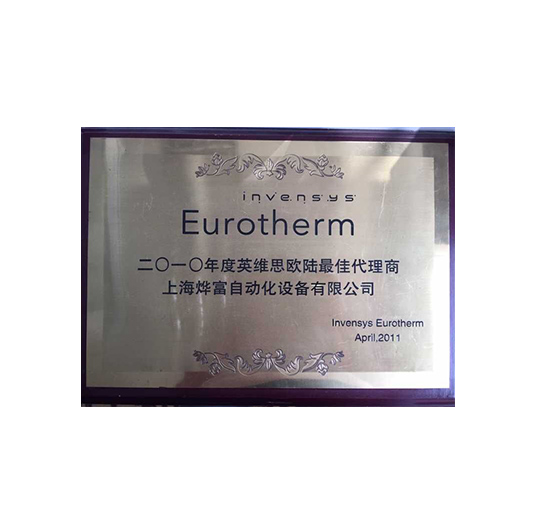 invensys
Eurotherm
二〇一〇年度英维思欧陆最佳代理商
上海烨富自动化设备有限公司
Invensys Eurotherm
April,2011